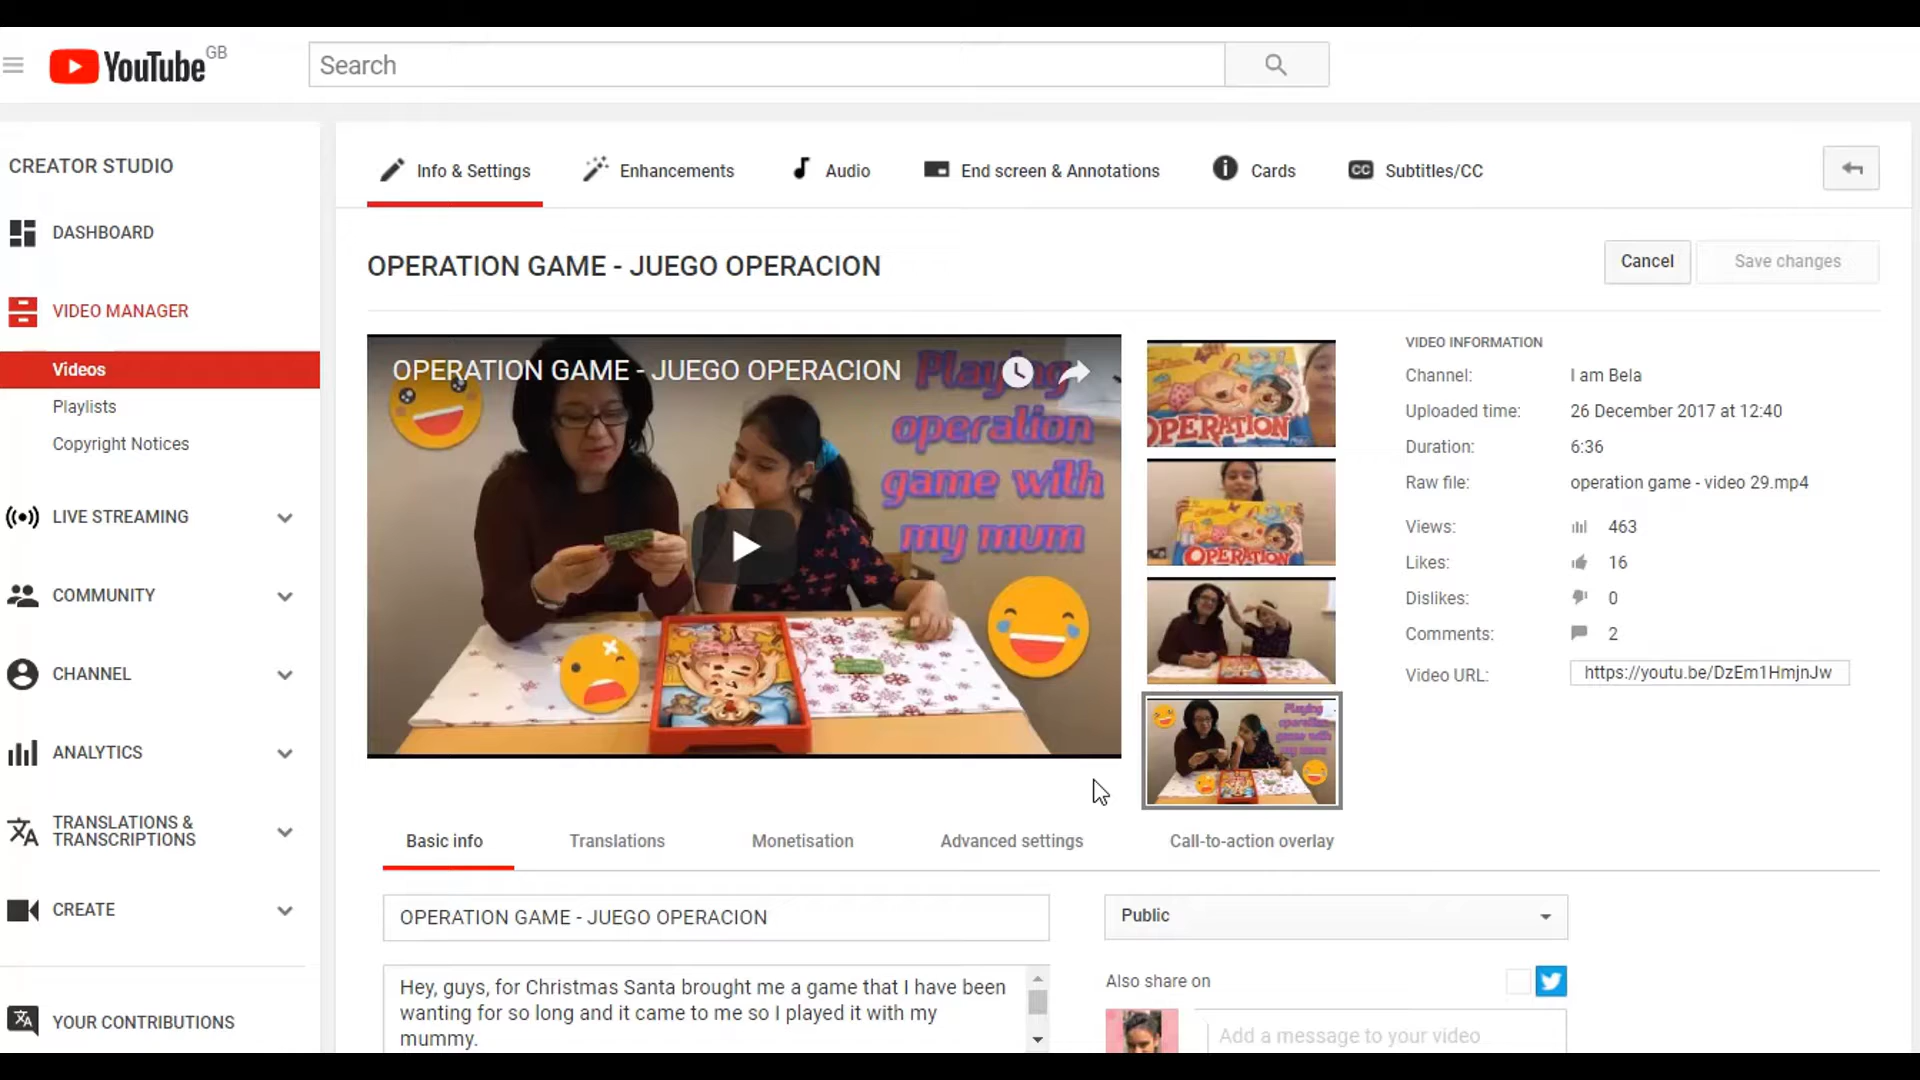 YouTube GB
Search
CREATOR STUDIO
DASHBOARD
VIDEO MANAGER
Videos
Playlists
Copyright Notices
LIVE STREAMING
COMMUNITY
CHANNEL
ANALYTICS
TRANSLATIONS &
TRANSCRIPTIONS
CREATE
YOUR CONTRIBUTIONS
Info & Settings
Enhancements
Audio
End screen & Annotations
Cards
CC Subtitles/CC
OPERATION GAME - JUEGO OPERACION
Cancel
Save changes
OPERATION GAME - JUEGO OPERACION
Playing
operation
game with
my mum
OPERATION
OPERATION
Playing
operation
game with
my mum
VIDEO INFORMATION
Channel: I am Bela
Uploaded time: 26 December 2017 at 12:40
Duration: 6:36
Raw file: operation game - video 29.mp4
Views: 463
Likes: 16
Dislikes: 0
Comments: 2
Video URL: https://youtu.be/DzEm1HmjnJw
Basic info
Translations
Monetisation
Advanced settings
Call-to-action overlay
OPERATION GAME - JUEGO OPERACION
Hey, guys, for Christmas Santa brought me a game that I have been
wanting for so long and it came to me so I played it with my
mummy.
Public
Also share on
Add a message to your video